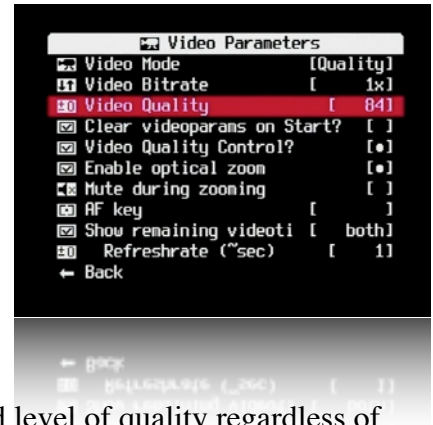 Video Parameters
Video Mode [Quality]
Video Bitrate [ 1x]
Video Quality [ 84]
Clear videoparams on Start? [ ]
Video Quality Control? [•]
Enable optical zoom [•]
Mute during zooming [ ]
AF key [ ]
Show remaining videoti [ both]
Refreshrate (~sec) [ 1]
← Back
level of quality regardless of